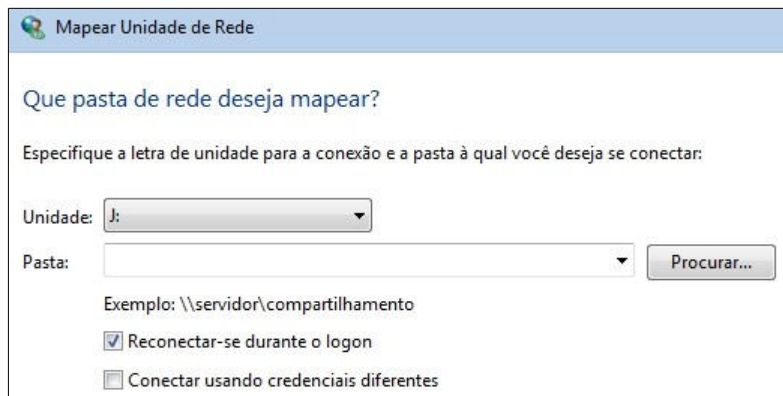 Mapear Unidade de Rede
Que pasta de rede deseja mapear?
Especifique a letra de unidade para a conexão e a pasta à qual você deseja se conectar:
Unidade: J:
Pasta: Procurar...
Exemplo: \\servidor\compartilhamento
Reconectar-se durante o logon
Conectar usando credenciais diferentes